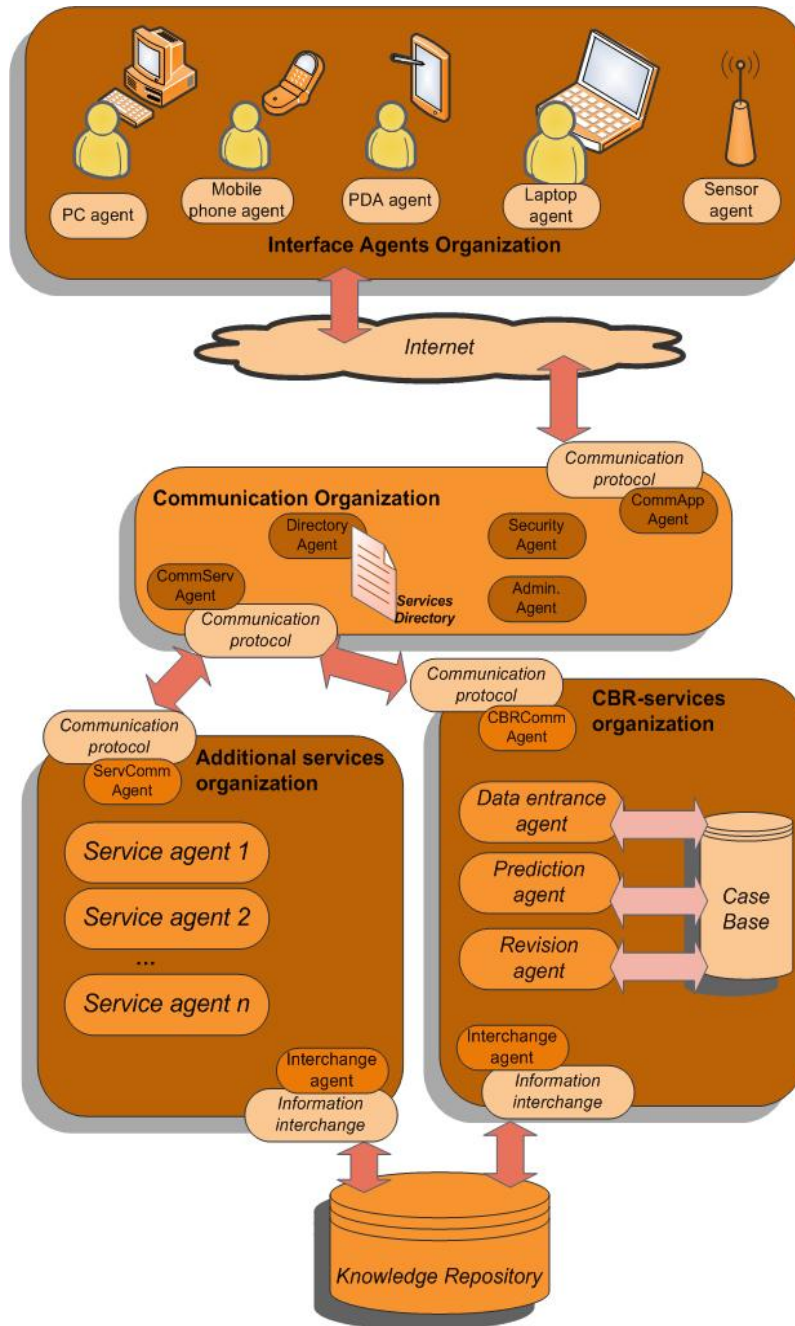 PC agent
Mobile
phone agent
PDA agent
Laptop
agent
Sensor
agent
Interface Agents Organization
Internet
Communication
protocol
CommApp
Agent
Communication Organization
Directory
Agent
Security
Agent
CommServ
Agent
Services
Directory
Admin.
Agent
Communication
protocol
Communication
protocol
ServComm
Agent
Additional services
organization
Service agent 1
Service agent 2
...
Service agent n
Interchange
agent
Information
interchange
Communication
protocol
CBRComm
Agent
CBR-services
organization
Data entrance
agent
Prediction
agent
Revision
agent
Case
Base
Interchange
agent
Information
interchange
Knowledge Repository